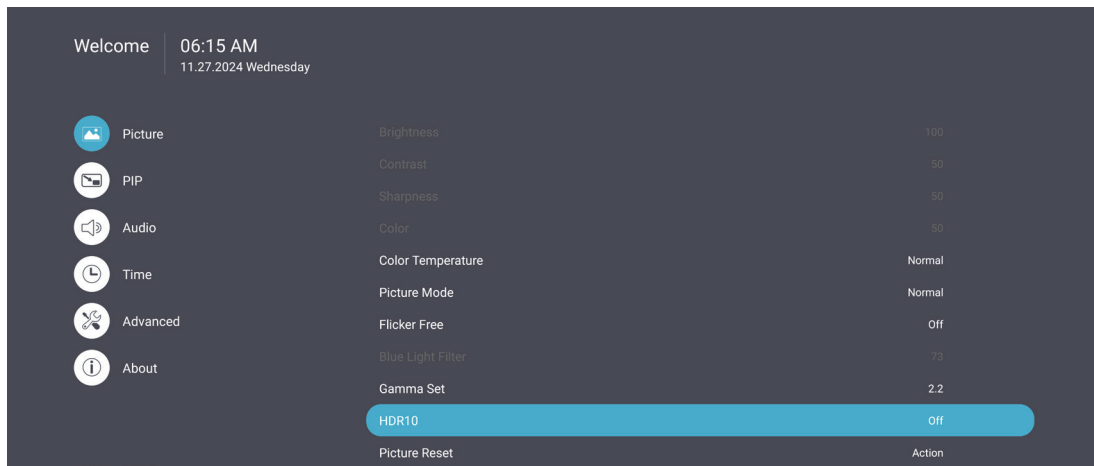 Welcome
06:15 AM
11.27.2024 Wednesday
Picture
PIP
Audio
Time
Advanced
About
Brightness 100
Contrast 50
Sharpness 50
Color 50
Color Temperature Normal
Picture Mode Normal
Flicker Free Off
Blue Light Filter 73
Gamma Set 2.2
HDR10 Off
Picture Reset Action